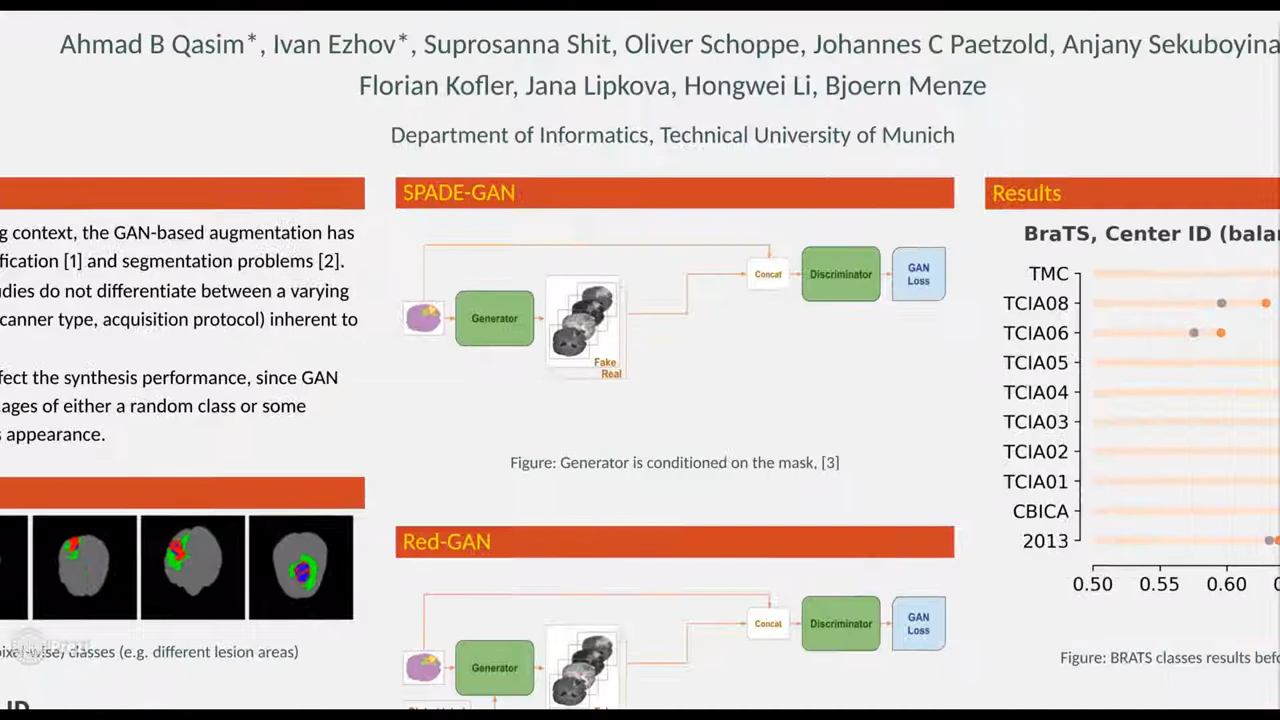 Ahmad B Qasim*, Ivan Ezhov*, Suprosanna Shit, Oliver Schoppe, Johannes C Paetzold, Anjany Sekuboyina
Florian Kofler, Jana Lipkova, Hongwei Li, Bjoern Menze
Department of Informatics, Technical University of Munich
g context, the GAN-based augmentation has
fication [1] and segmentation problems [2].
udies do not differentiate between a varying
canner type, acquisition protocol) inherent to
fect the synthesis performance, since GAN
ages of either a random class or some
s appearance.
classes (e.g. different lesion areas)
ID
SPADE-GAN
Generator
Fake
Real
Concat
Discriminator
GAN
Loss
Figure: Generator is conditioned on the mask, [3]
Red-GAN
Generator
Concat
Discriminator
GAN
Loss
Results
BraTS, Center ID (balan
TMC
TCIA08
TCIA06
TCIA05
TCIA04
TCIA03
TCIA02
TCIA01
CBICA
2013
0.50 0.55 0.60 0
Figure: BRATS classes results befo